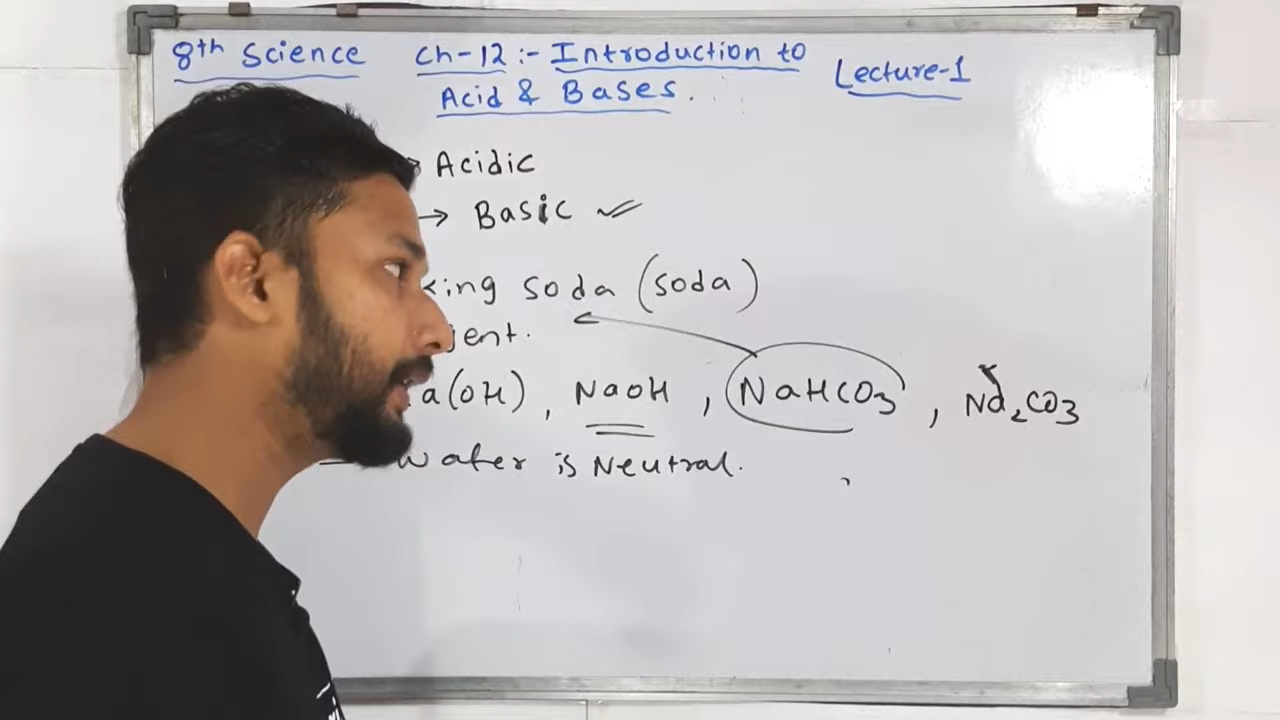 8th Science Ch-12:- Introduction to Lecture-1
Acid & Bases.
→ Acidic
→ Basic
king soda (soda)
gent.
a(OH), NaOH, NaHCO3, Na2CO3
water is Neutral.